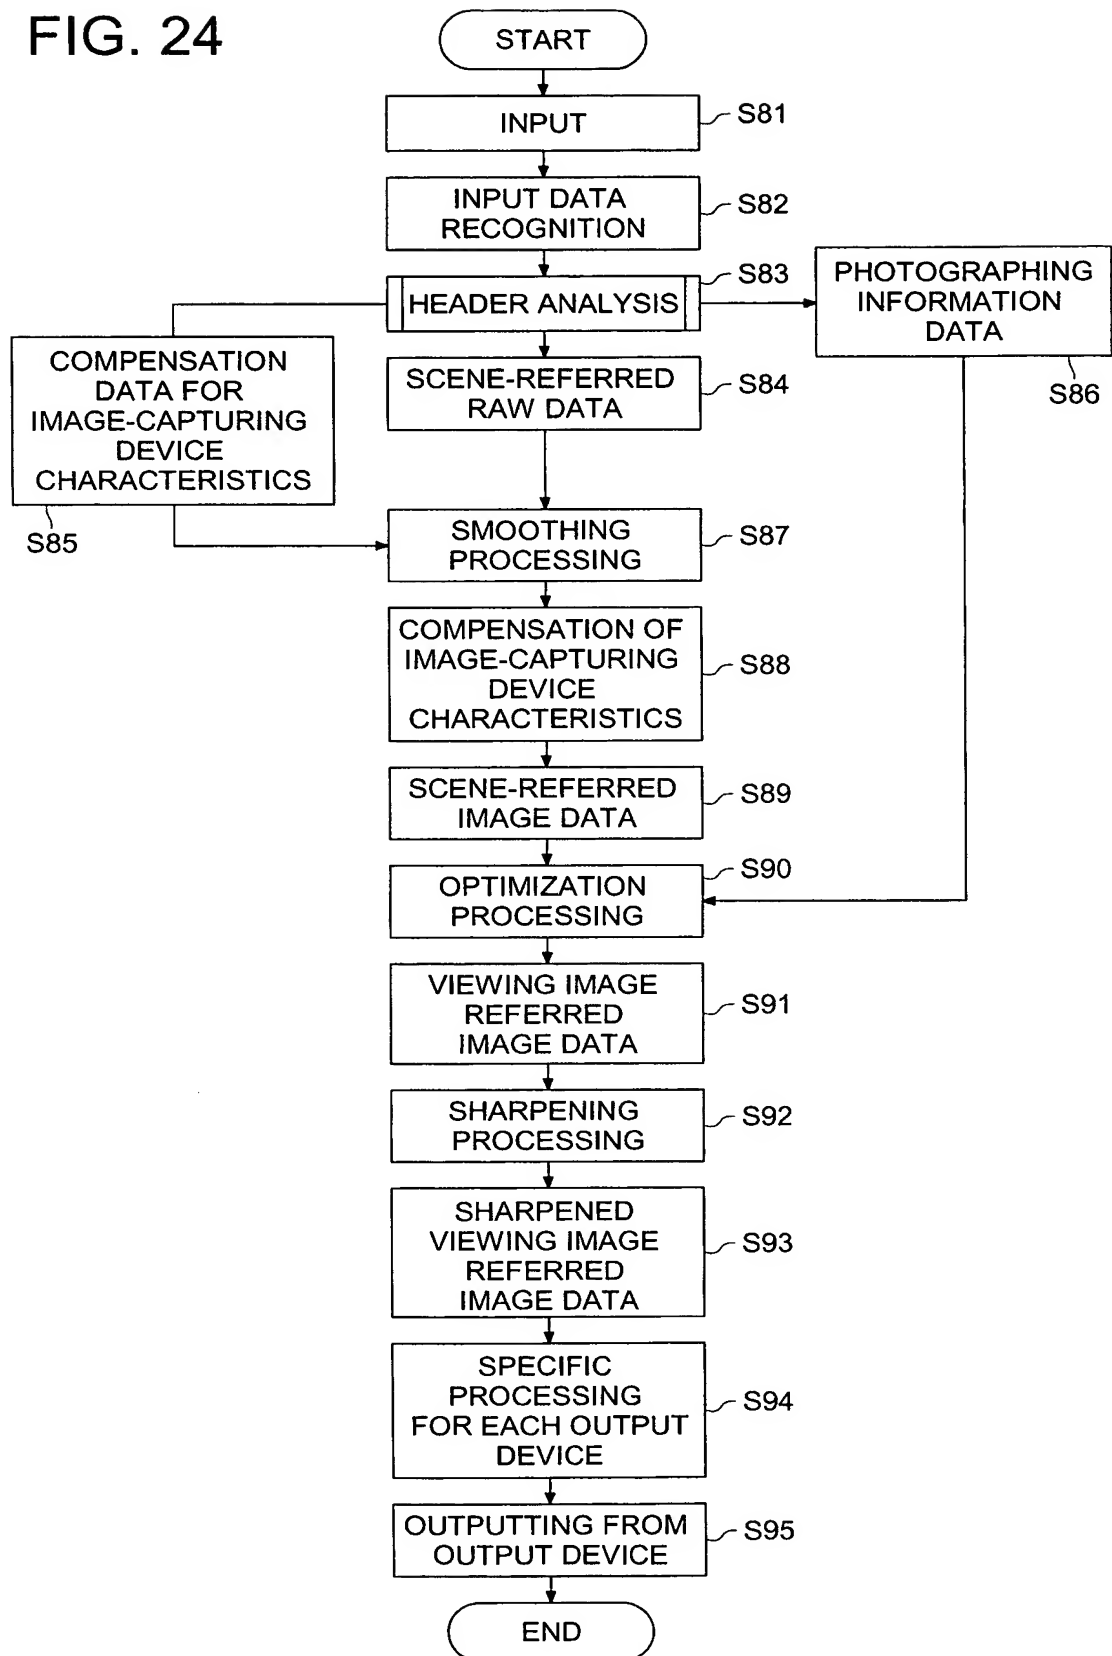 FIG. 24
START
INPUT
S81
INPUT DATA
RECOGNITION
S82
HEADER ANALYSIS
S83
PHOTOGRAPHING
INFORMATION
DATA
S86
COMPENSATION
DATA FOR
IMAGE-CAPTURING
DEVICE
CHARACTERISTICS
S85
SCENE-REFERRED
RAW DATA
S84
SMOOTHING
PROCESSING
S87
COMPENSATION OF
IMAGE-CAPTURING
DEVICE
CHARACTERISTICS
S88
SCENE-REFERRED
IMAGE DATA
S89
OPTIMIZATION
PROCESSING
S90
VIEWING IMAGE
REFERRED
IMAGE DATA
S91
SHARPENING
PROCESSING
S92
SHARPENED
VIEWING IMAGE
REFERRED
IMAGE DATA
S93
SPECIFIC
PROCESSING
FOR EACH OUTPUT
DEVICE
S94
OUTPUTTING FROM
OUTPUT DEVICE
S95
END